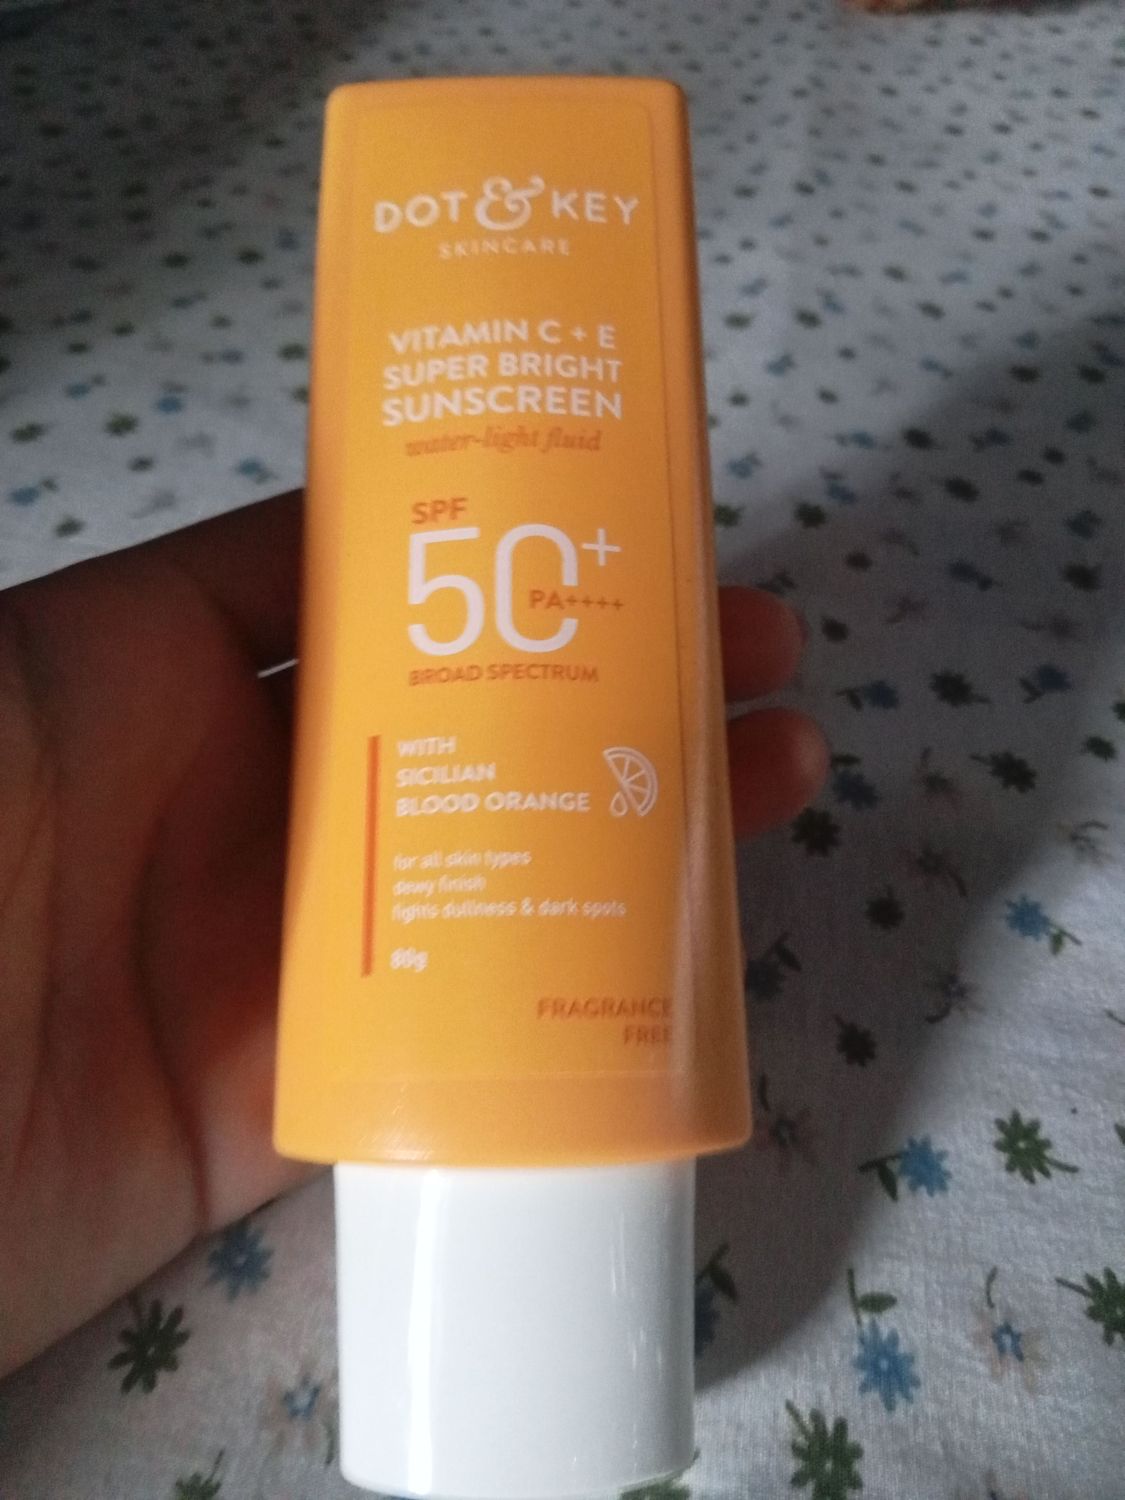 DOT & KEY
SKINCARE
VITAMIN C + E
SUPER BRIGHT
SUNSCREEN
water-light fluid
SPF
50+
PA++++
BROAD SPECTRUM
WITH
SICILIAN
BLOOD ORANGE
for all skin types
dewy finish
fights dullness & dark spots
80g
FRAGRANCE
FREE